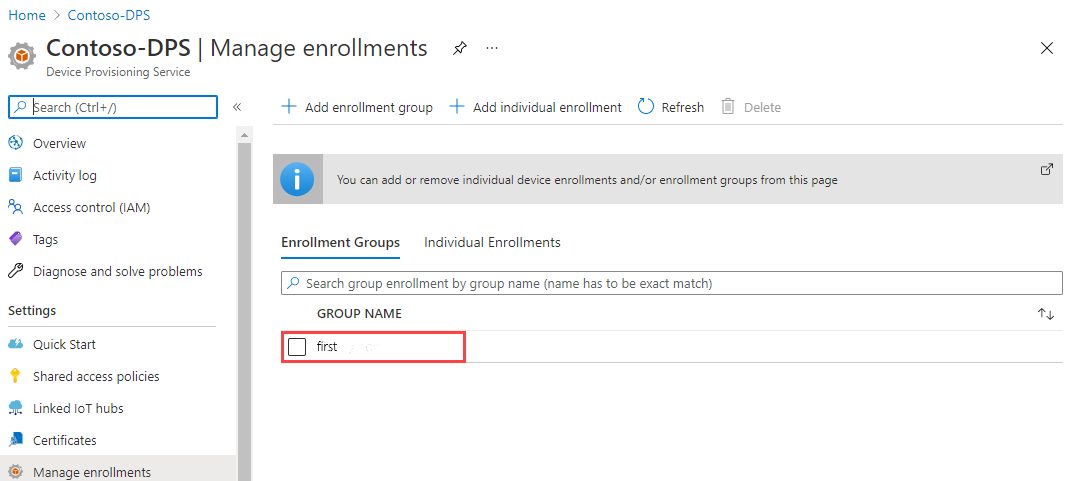 Home > Contoso-DPS
Contoso-DPS | Manage enrollments ...
Device Provisioning Service
Search (Ctrl+/)
«
+ Add enrollment group + Add individual enrollment Refresh Delete
Overview
Activity log
Access control (IAM)
Tags
Diagnose and solve problems
Settings
Quick Start
Shared access policies
Linked IoT hubs
Certificates
Manage enrollments
You can add or remove individual device enrollments and/or enrollment groups from this page
Enrollment Groups Individual Enrollments
Search group enrollment by group name (name has to be exact match)
GROUP NAME
first